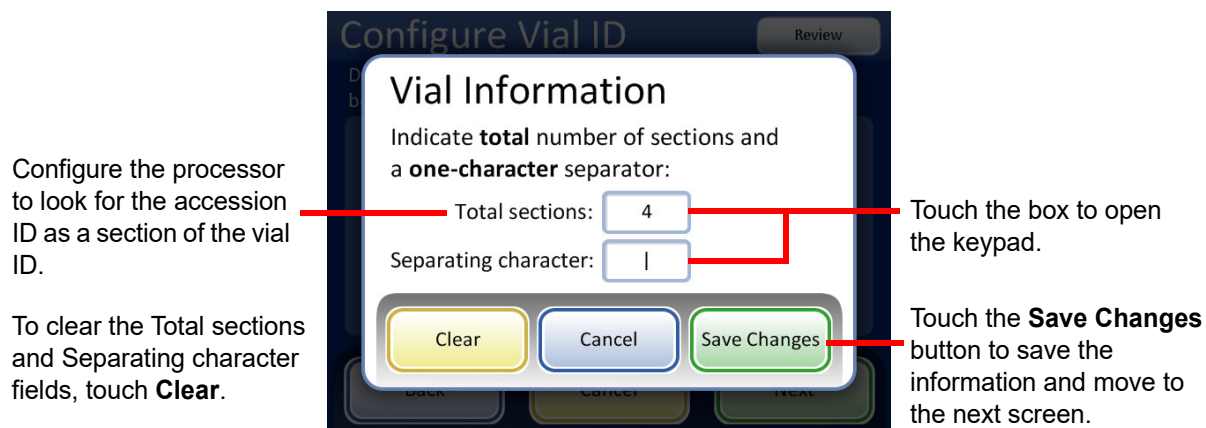 Configure Vial ID
Review
D
b
Vial Information
Indicate total number of sections and
a one-character separator:
Total sections: 4
Separating character: |
Clear
Cancel
Save Changes
Back
Cancel
Next
Configure the processor
to look for the accession
ID as a section of the vial
ID.
To clear the Total sections
and Separating character
fields, touch Clear.
Touch the box to open
the keypad.
Touch the Save Changes
button to save the
information and move to
the next screen.